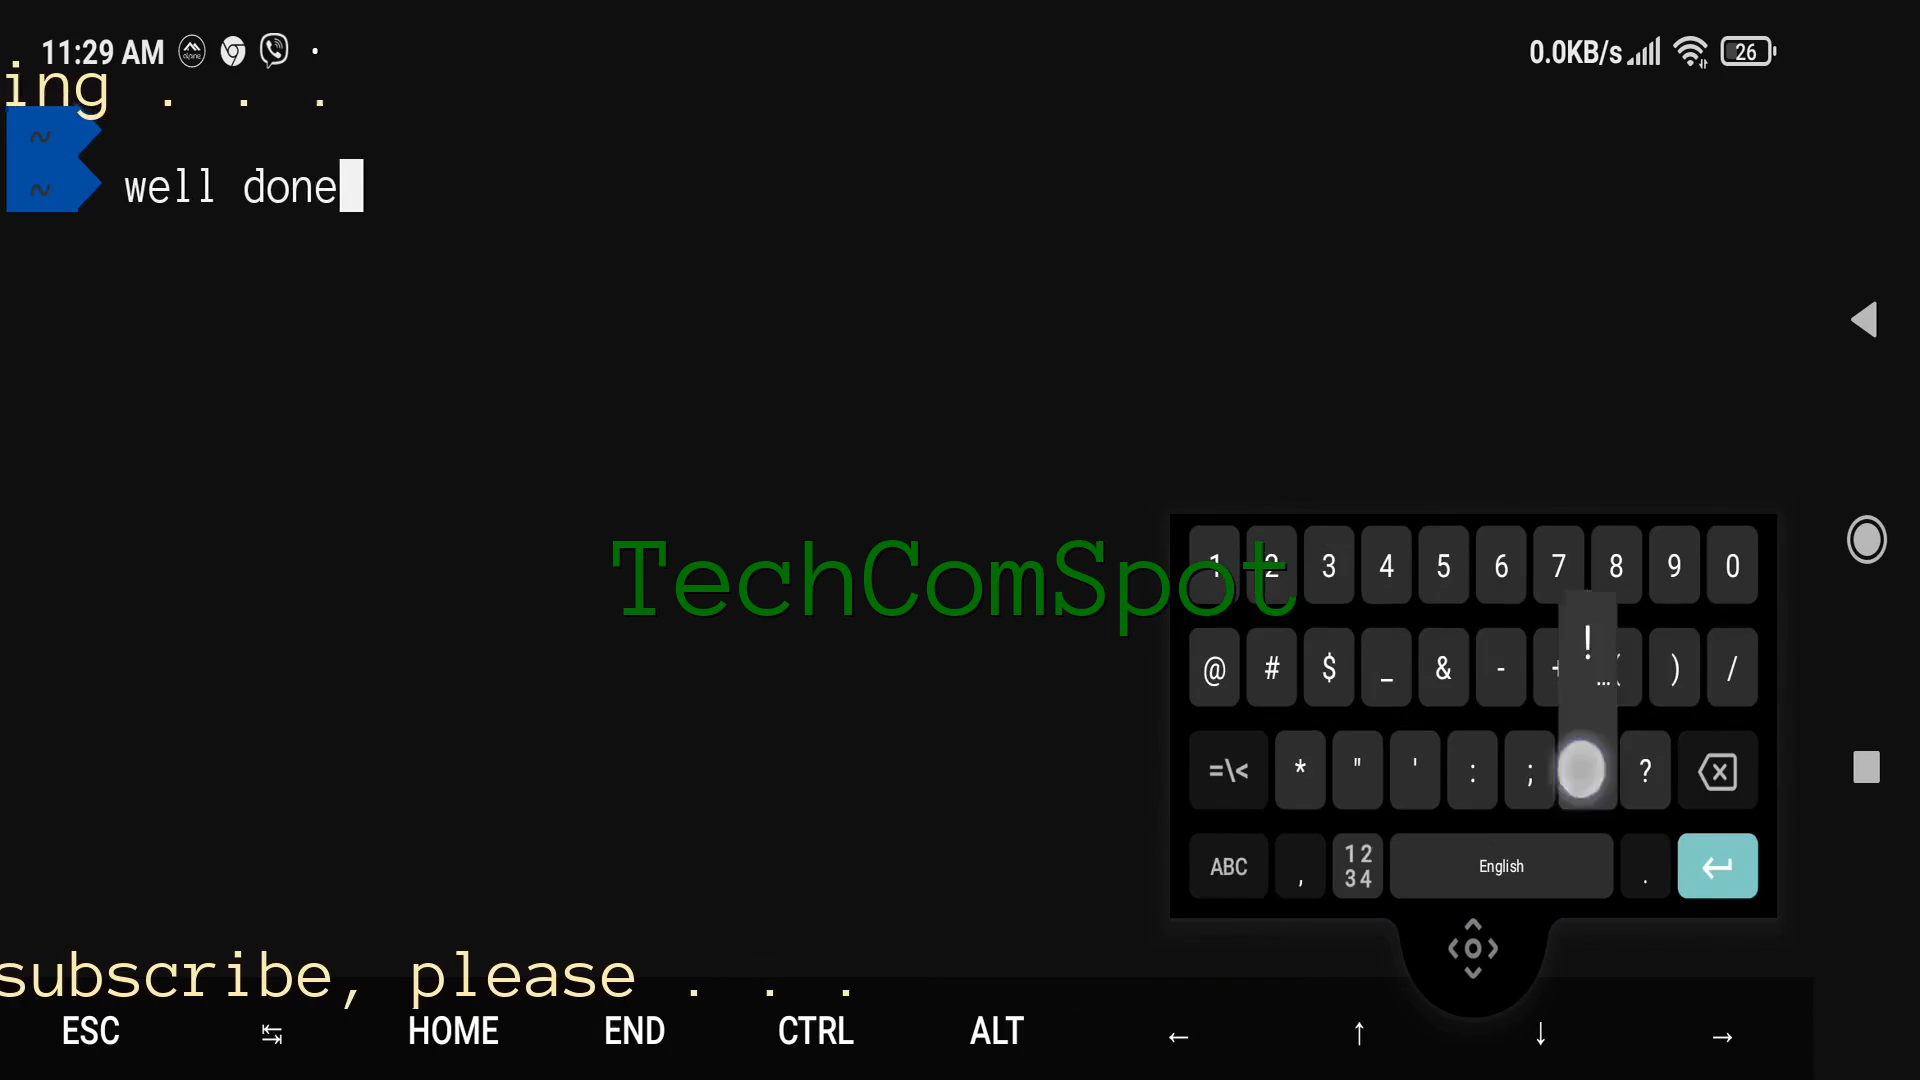 11:29 AM alpine 0.0KB/s 26
ing . . .
~
~ well done
TechComSpot
1 2 3 4 5 6 7 8 9 0
!
@ # $ _ & - + ...( ) /
=\< * " ' : ; ?
ABC , 12 34 English .
subscribe, please . . .
ESC ↹ HOME END CTRL ALT ← ↑ ↓ →